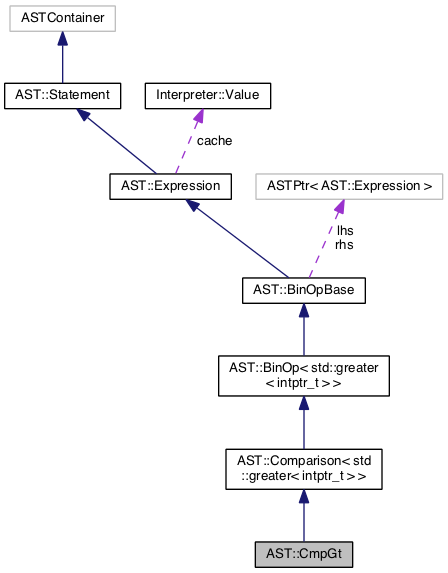 ASTContainer
AST::Statement
Interpreter::Value
cache
AST::Expression
ASTPtr< AST::Expression >
lhs
rhs
AST::BinOpBase
AST::BinOp< std::greater
< intptr_t > >
AST::Comparison< std
::greater< intptr_t > >
AST::CmpGt